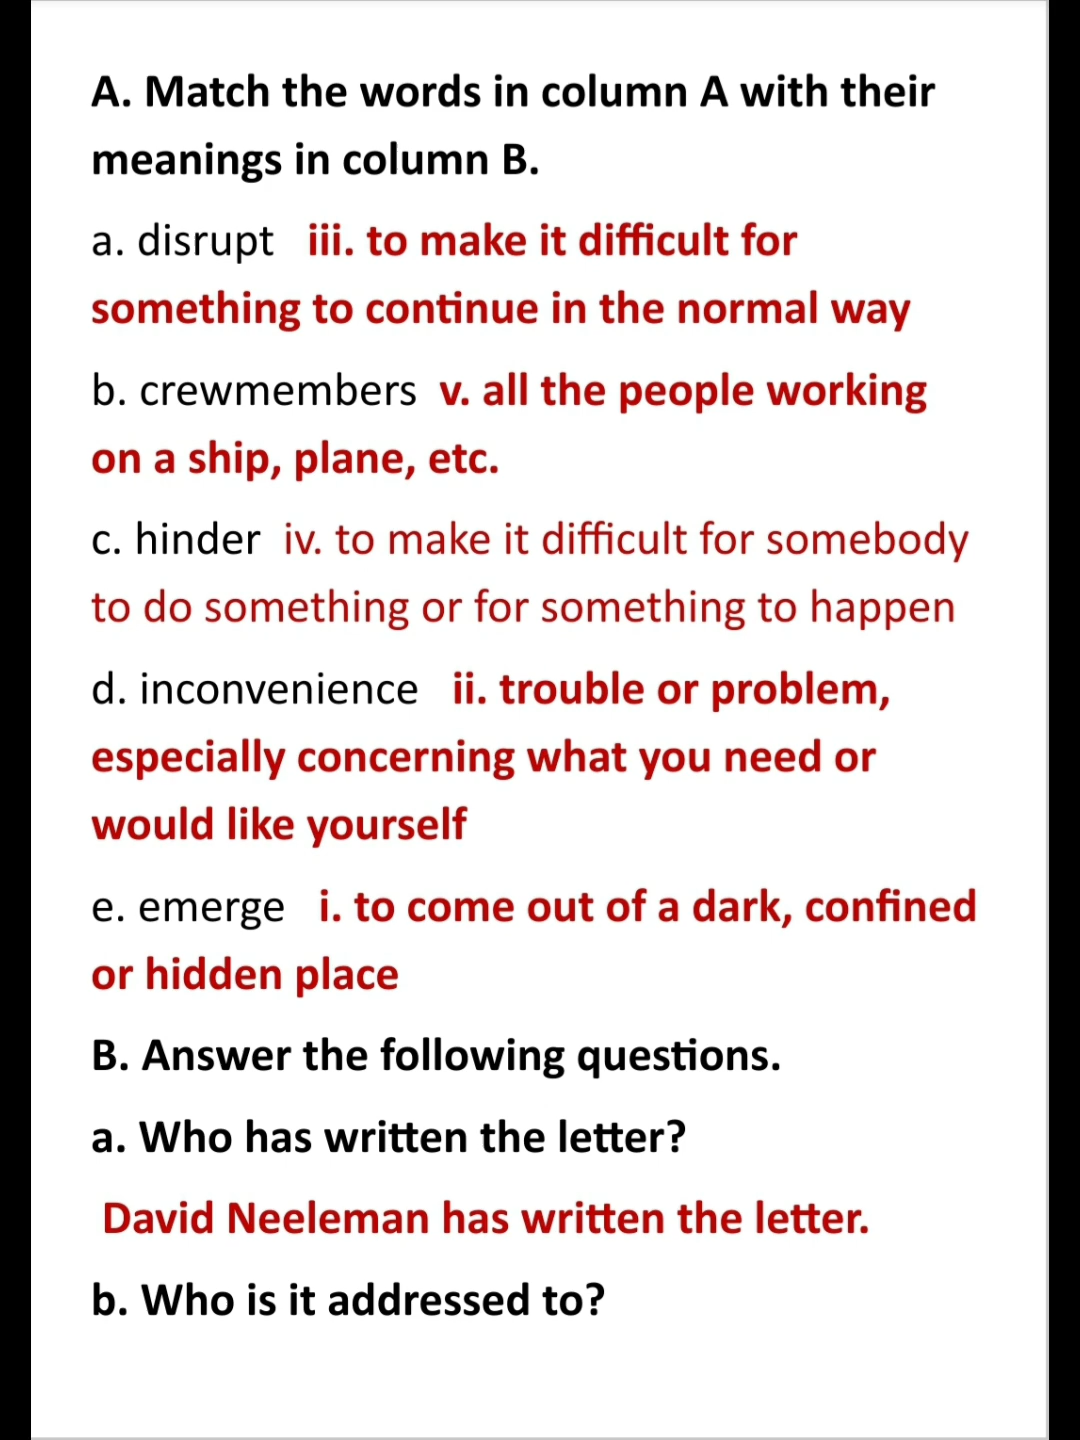 A. Match the words in column A with their
meanings in column B.
a. disrupt iii. to make it difficult for
something to continue in the normal way
b. crewmembers v. all the people working
on a ship, plane, etc.
c. hinder iv. to make it difficult for somebody
to do something or for something to happen
d. inconvenience ii. trouble or problem,
especially concerning what you need or
would like yourself
e. emerge i. to come out of a dark, confined
or hidden place
B. Answer the following questions.
a. Who has written the letter?
David Neeleman has written the letter.
b. Who is it addressed to?